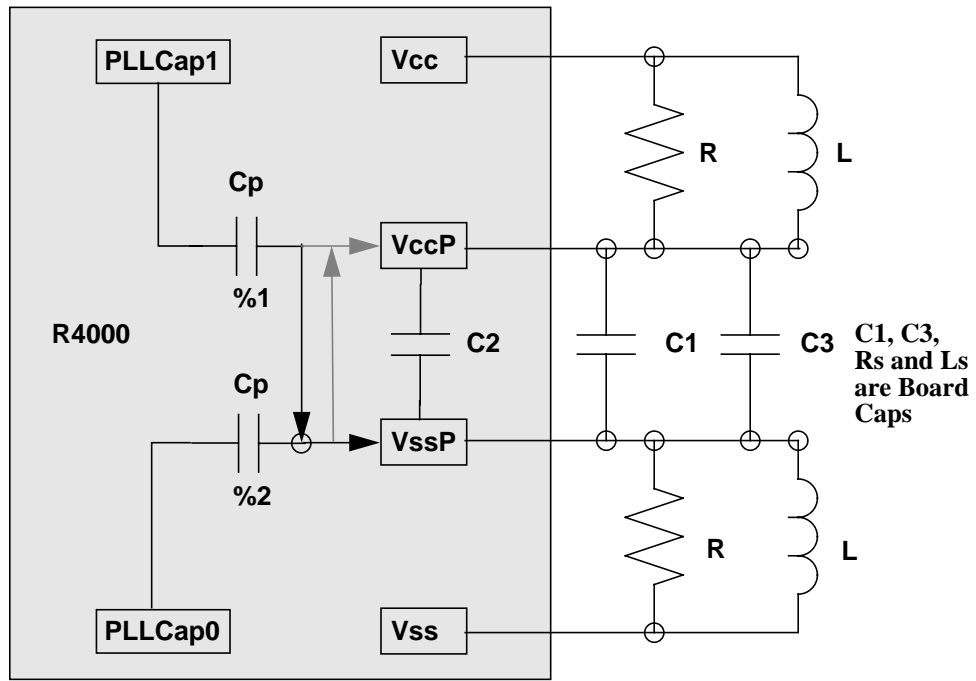 PLLCap1
Vcc
R
L
Cp
VccP
%1
R4000
C2
C1
C3
C1, C3,
Rs and Ls
are Board
Caps
Cp
VssP
%2
R
L
PLLCap0
Vss